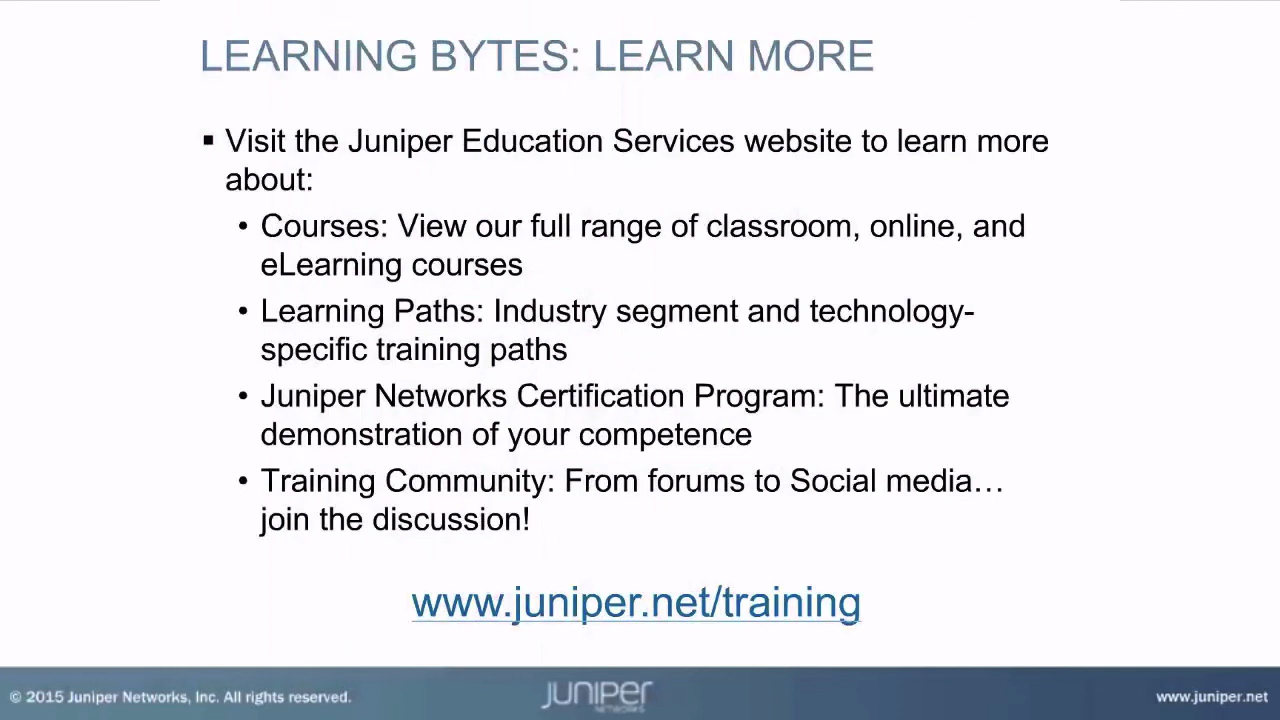 LEARNING BYTES: LEARN MORE
▪ Visit the Juniper Education Services website to learn more
about:
• Courses: View our full range of classroom, online, and
eLearning courses
• Learning Paths: Industry segment and technology-
specific training paths
• Juniper Networks Certification Program: The ultimate
demonstration of your competence
• Training Community: From forums to Social media…
join the discussion!
www.juniper.net/training
© 2015 Juniper Networks, Inc. All rights reserved.
JUNIPER
NETWORKS
www.juniper.net